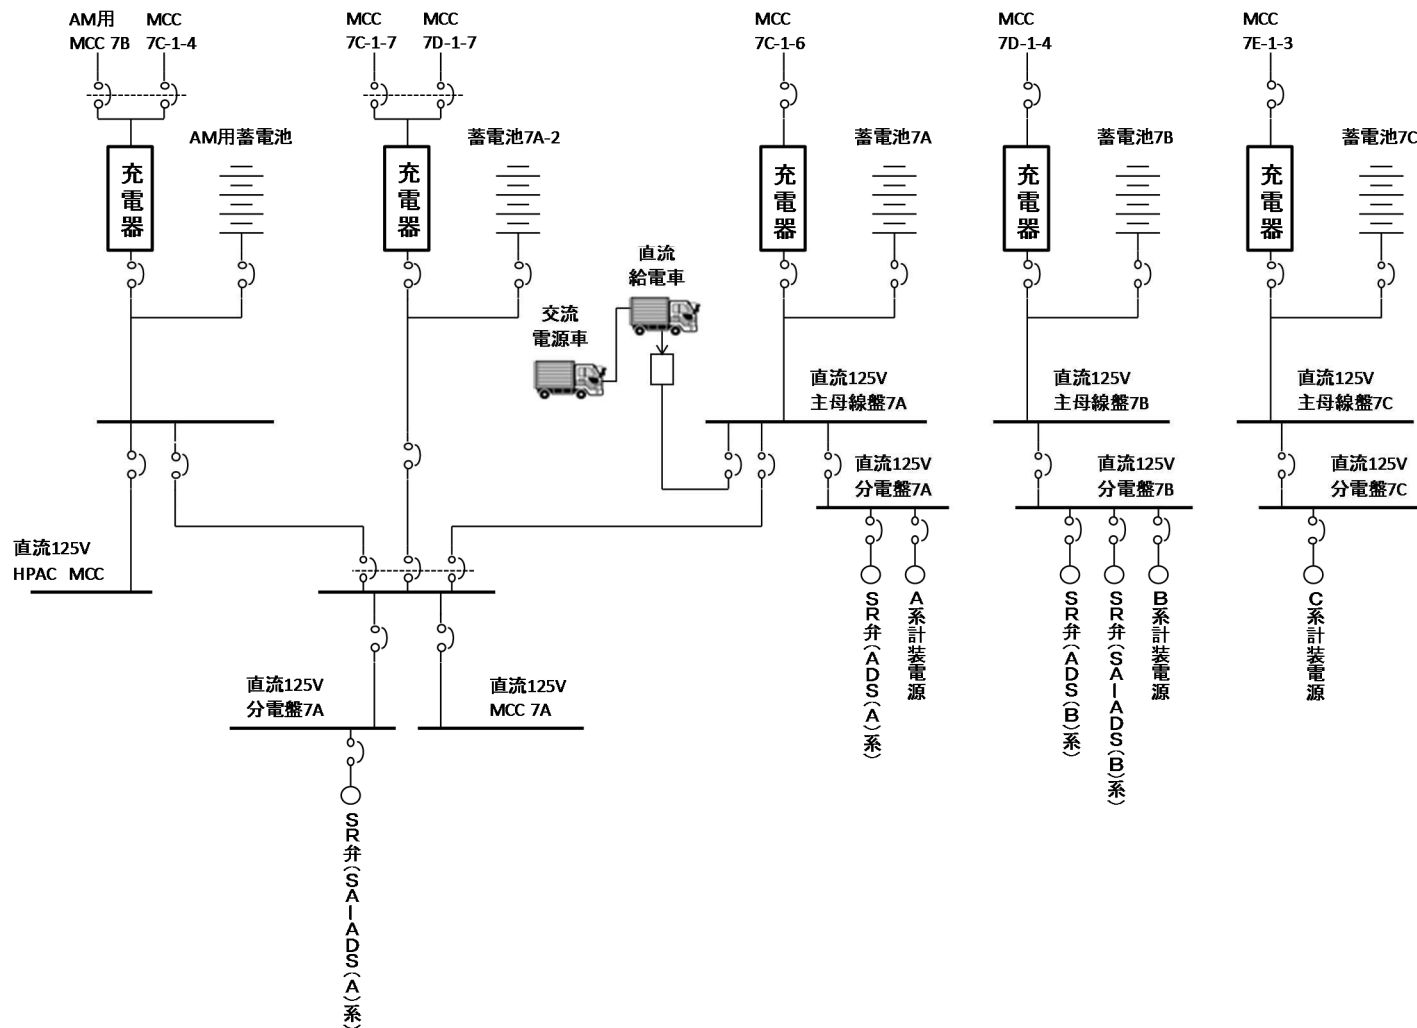 AM用
MCC 7B
MCC
7C-1-4
MCC
7C-1-7
MCC
7D-1-7
MCC
7C-1-6
MCC
7D-1-4
MCC
7E-1-3
AM用蓄電池
蓄電池7A-2
蓄電池7A
蓄電池7B
蓄電池7C
充電器
充電器
充電器
充電器
充電器
直流
給電車
交流
電源車
直流125V
主母線盤7A
直流125V
主母線盤7B
直流125V
主母線盤7C
直流125V
分電盤7A
直流125V
分電盤7B
直流125V
分電盤7C
直流125V
HPAC MCC
SR弁(ADS(A)系)
A系計装電源
SR弁(ADS(B)系)
SR弁(SA|ADS(B)系)
B系計装電源
C系計装電源
直流125V
分電盤7A
直流125V
MCC 7A
SR弁(SA|ADS(A)系)